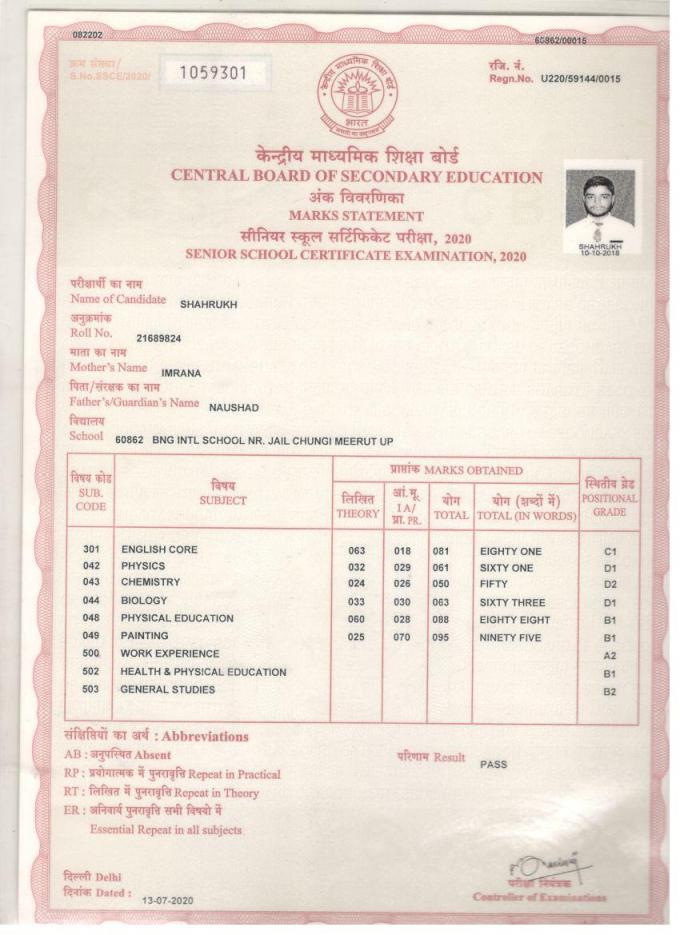 082202
60862/00015
क्रम संख्या/
S.No.SSCE/2020/ 1059301
रजि. नं.
Regn.No. U220/59144/0015
केन्द्रीय माध्यमिक शिक्षा बोर्ड
भारत
केन्द्रीय माध्यमिक शिक्षा बोर्ड
CENTRAL BOARD OF SECONDARY EDUCATION
अंक विवरणिका
MARKS STATEMENT
सीनियर स्कूल सर्टिफिकेट परीक्षा, 2020
SENIOR SCHOOL CERTIFICATE EXAMINATION, 2020
SHAHRUKH
10-10-2018
परीक्षार्थी का नाम
Name of Candidate SHAHRUKH
अनुक्रमांक
Roll No. 21689824
माता का नाम
Mother's Name IMRANA
पिता/संरक्षक का नाम
Father's/Guardian's Name NAUSHAD
विद्यालय
School 60862 BNG INTL SCHOOL NR. JAIL CHUNGI MEERUT UP
विषय कोड
SUB.
CODE
विषय
SUBJECT
प्राप्तांक MARKS OBTAINED
लिखित
THEORY
आं.मू.
IA/
प्रा. PR.
योग
TOTAL
योग (शब्दों में)
TOTAL (IN WORDS)
स्थितीय ग्रेड
POSITIONAL
GRADE
301 ENGLISH CORE 063 018 081 EIGHTY ONE C1
042 PHYSICS 032 029 061 SIXTY ONE D1
043 CHEMISTRY 024 026 050 FIFTY D2
044 BIOLOGY 033 030 063 SIXTY THREE D1
048 PHYSICAL EDUCATION 060 028 088 EIGHTY EIGHT B1
049 PAINTING 025 070 095 NINETY FIVE B1
500 WORK EXPERIENCE A2
502 HEALTH & PHYSICAL EDUCATION B1
503 GENERAL STUDIES B2
संक्षिप्तियों का अर्थ : Abbreviations
AB : अनुपस्थित Absent
परिणाम Result PASS
RP : प्रयोगात्मक में पुनरावृत्ति Repeat in Practical
RT : लिखित में पुनरावृत्ति Repeat in Theory
ER : अनिवार्य पुनरावृत्ति सभी विषयो में
Essential Repeat in all subjects
दिल्ली Delhi
दिनांक Dated : 13-07-2020
परीक्षा नियंत्रक
Controller of Examinations